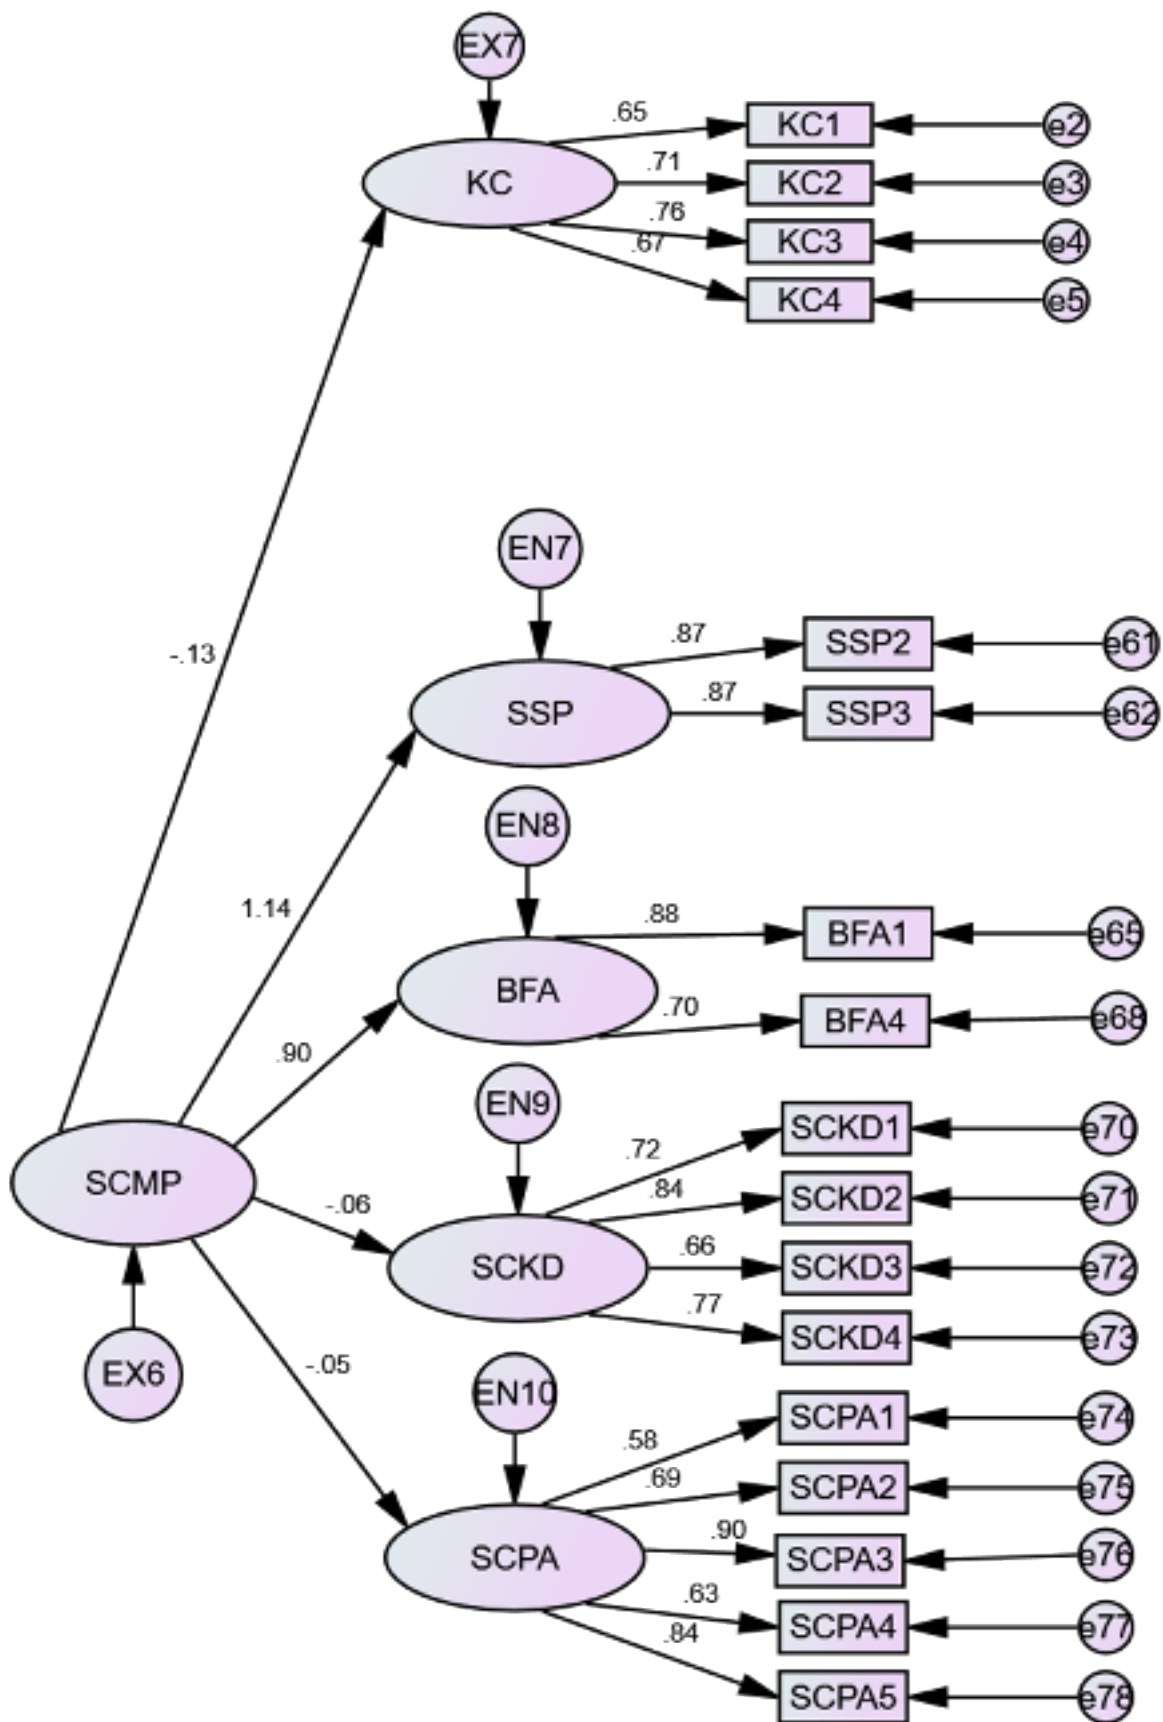 EX7
.65
KC1
e2
KC
.71
KC2
e3
.76
KC3
e4
.67
KC4
e5
-.13
EN7
.87
SSP2
e61
SSP
.87
SSP3
e62
EN8
1.14
.88
BFA1
e65
BFA
.70
BFA4
e68
.90
EN9
.72
SCKD1
e70
SCMP
-.06
.84
SCKD2
e71
SCKD
.66
SCKD3
e72
.77
SCKD4
e73
EX6
-.05
EN10
.58
SCPA1
e74
.69
SCPA2
e75
SCPA
.90
SCPA3
e76
.63
SCPA4
e77
.84
SCPA5
e78